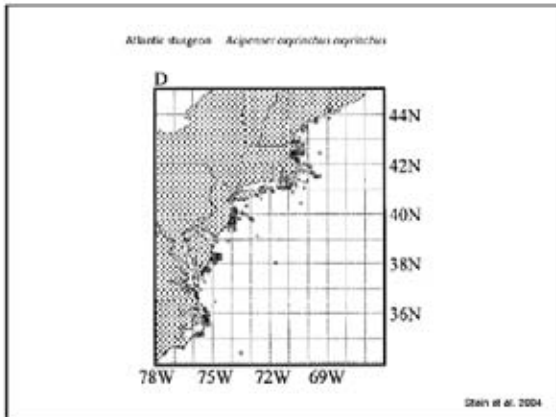 Atlantic sturgeon Acipenser oxyrinchus oxyrinchus
D
44N
42N
40N
38N
36N
78W 75W 72W 69W
Stein et al. 2004